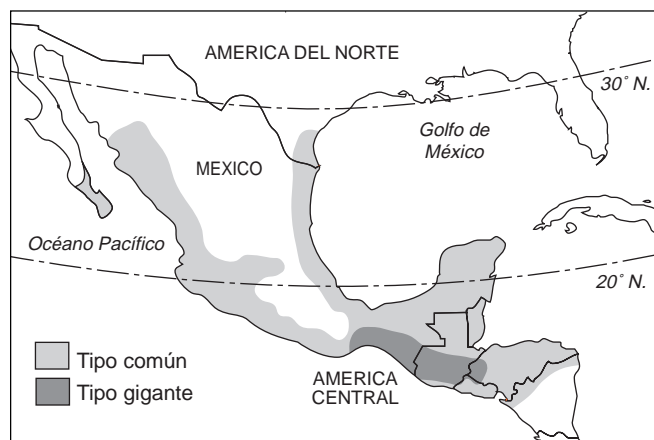 AMERICA DEL NORTE
30° N.
Golfo de
México
MEXICO
Océano Pacífico
20° N.
Tipo común
Tipo gigante
AMERICA
CENTRAL